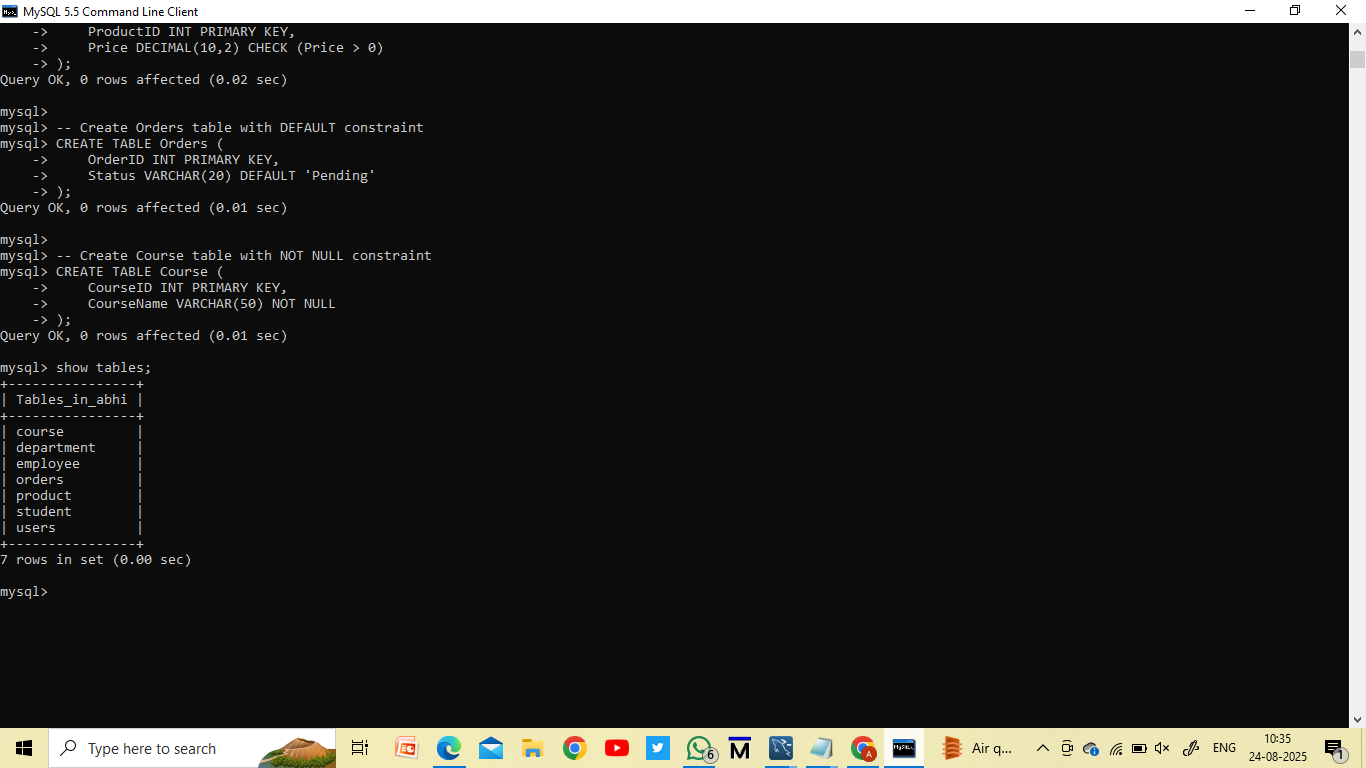 MySQL 5.5 Command Line Client
    ->     ProductID INT PRIMARY KEY,
    ->     Price DECIMAL(10,2) CHECK (Price > 0)
    -> );
Query OK, 0 rows affected (0.02 sec)
mysql>
mysql> -- Create Orders table with DEFAULT constraint
mysql> CREATE TABLE Orders (
    ->     OrderID INT PRIMARY KEY,
    ->     Status VARCHAR(20) DEFAULT 'Pending'
    -> );
Query OK, 0 rows affected (0.01 sec)
mysql>
mysql> -- Create Course table with NOT NULL constraint
mysql> CREATE TABLE Course (
    ->     CourseID INT PRIMARY KEY,
    ->     CourseName VARCHAR(50) NOT NULL
    -> );
Query OK, 0 rows affected (0.01 sec)
mysql> show tables;
+----------------+
| Tables_in_abhi |
+----------------+
| course         |
| department     |
| employee       |
| orders         |
| product        |
| student        |
| users          |
+----------------+
7 rows in set (0.00 sec)
mysql>
Type here to search
6
M
A
MySQL
Air q...
ENG
10:35
24-08-2025
1